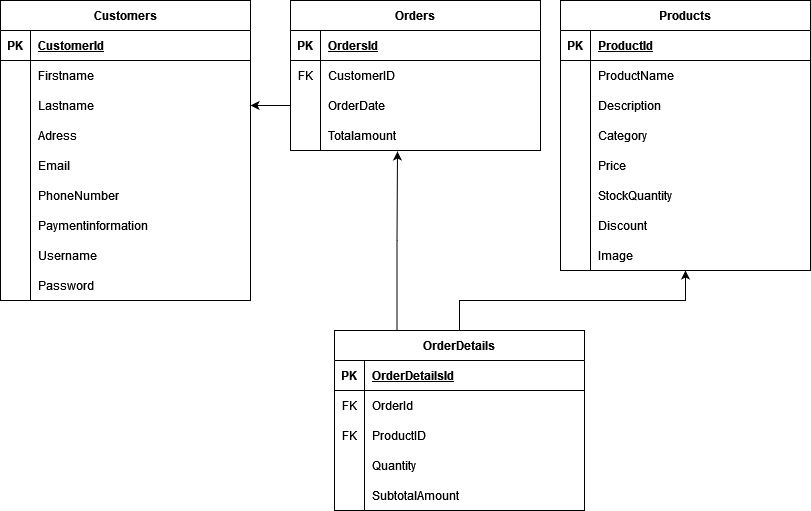 Customers
PK CustomerId
Firstname
Lastname
Adress
Email
PhoneNumber
Paymentinformation
Username
Password
Orders
PK OrdersId
FK CustomerID
OrderDate
Totalamount
Products
PK ProductId
ProductName
Description
Category
Price
StockQuantity
Discount
Image
OrderDetails
PK OrderDetailsId
FK OrderId
FK ProductID
Quantity
SubtotalAmount